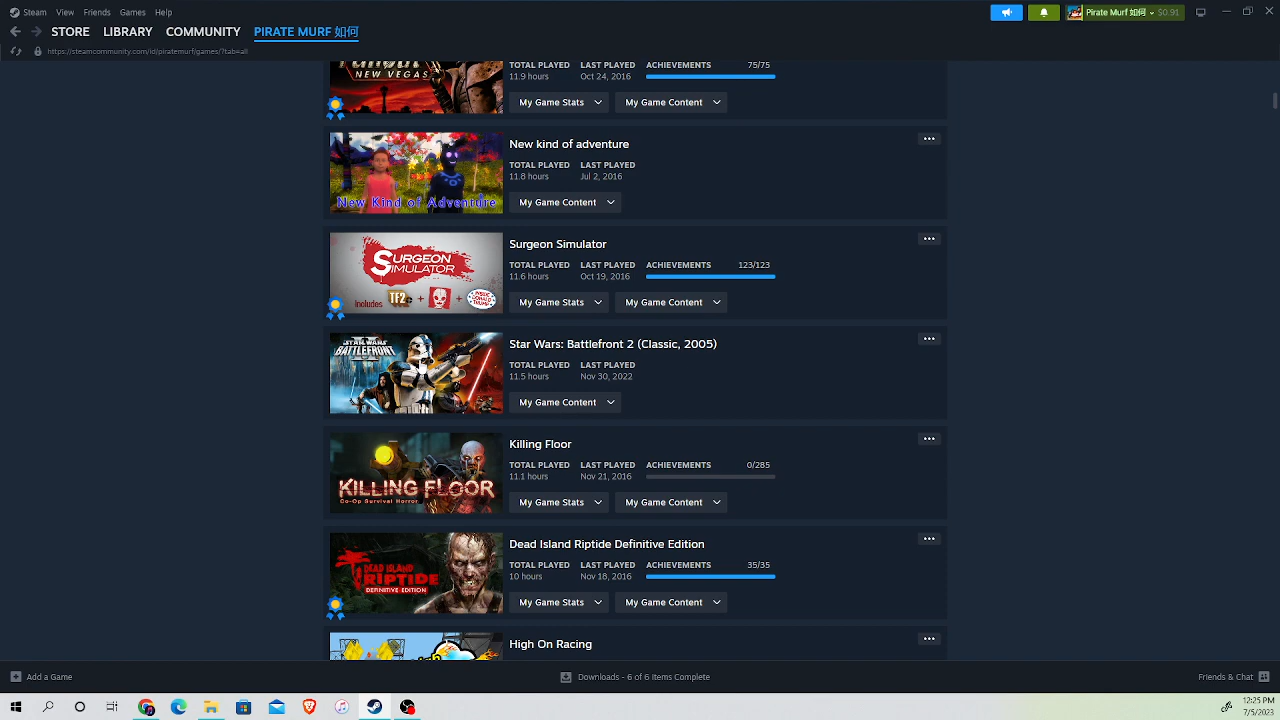 Steam View Friends Games Help
Pirate Murf 如何 $0.91
STORE LIBRARY COMMUNITY PIRATE MURF 如何
https://steamcommunity.com/id/piratemurf/games/?tab=all
NEW VEGAS
ACHIEVEMENTS 75/75
11.9 hours Oct 24, 2016
My Game Stats My Game Content
New Kind of Adventure
New kind of adventure
TOTAL PLAYED LAST PLAYED
11.8 hours Jul 2, 2016
My Game Content
SURGEON SIMULATOR
includes TF2 + +
Surgeon Simulator
TOTAL PLAYED LAST PLAYED ACHIEVEMENTS 123/123
11.6 hours Oct 19, 2016
My Game Stats My Game Content
STAR WARS BATTLEFRONT II
Star Wars: Battlefront 2 (Classic, 2005)
TOTAL PLAYED LAST PLAYED
11.5 hours Nov 30, 2022
My Game Content
KILLING FLOOR
Co-Op Survival Horror
Killing Floor
TOTAL PLAYED LAST PLAYED ACHIEVEMENTS 0/285
11.1 hours Nov 21, 2016
My Game Stats My Game Content
DEAD ISLAND
RIPTIDE
DEFINITIVE EDITION
Dead Island Riptide Definitive Edition
TOTAL PLAYED LAST PLAYED ACHIEVEMENTS 35/35
10 hours Nov 18, 2016
My Game Stats My Game Content
High On Racing
Add a Game Downloads - 6 of 6 Items Complete Friends & Chat
12:25 PM
7/5/2023